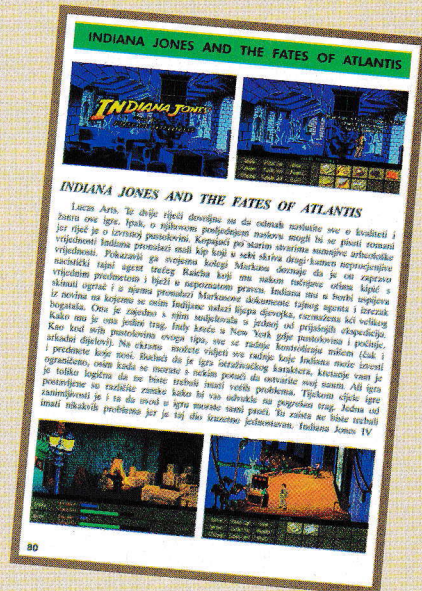 INDIANA JONES AND THE FATES OF ATLANTIS
INDIANA JONES
INDIANA JONES AND THE FATES OF ATLANTIS
Lucas Arts. Te dvije riječi dovoljne su da odmah naslutite sve o kvaliteti i
žanru ove igre. Ipak, o njihovom posljednjem naslovu mogli bi se pisati romani
jer riječ je o izvrsnoj pustolovini. Kopajući po starim stvarima sumnjive arheološke
vrijednosti Indiana pronalazi mali kip koji u sebi skriva dragi kamen neprocjenjive
vrijednosti. Pokazavši ga svojemu kolegi Markusu doznaje da je on zapravo
nacistički tajni agent trećeg Raicha koji mu nakon tučnjave otima kipić s
vrijednim predmetom i bježi u nepoznatom pravcu. Indiana mu u borbi uspijeva
skinuti ogrtač i u njemu pronalazi Markusove dokumente tajnog agenta i izrezak
iz novina na kojemu se osim Indijane nalazi lijepa djevojka, razmažena kći velikog
bogataša. Ona je zajedno s njim sudjelovala u jednoj od prijašnjih ekspedicija.
Kako mu je ona jedini trag, Indy kreće u New York gdje pustolovina i počinje.
Kao kod svih pustolovina ovoga tipa, sve se radnje kontroliraju mišem (čak i
arkadni dijelovi). Na ekranu možete vidjeti sve radnje koje Indiana može izvesti
i predmete koje nosi. Budući da je igra istraživačkog karaktera, kretanje vam je
ograničeno, osim kada se morate s nekim potući da ostvarite svoj naum. Ali igra
je toliko logična da ne biste trebali imati većih problema. Tijekom cijele igre
postavljene su različite zamke kako bi vas odvukle na pogrešan trag. Jedna od
zanimljivosti je i ta da uvod u igru morate sami proći. Tu zaista ne biste trebali
imati nikakvih problema jer je taj dio izuzetno jednostavan. Indiana Jones IV
80